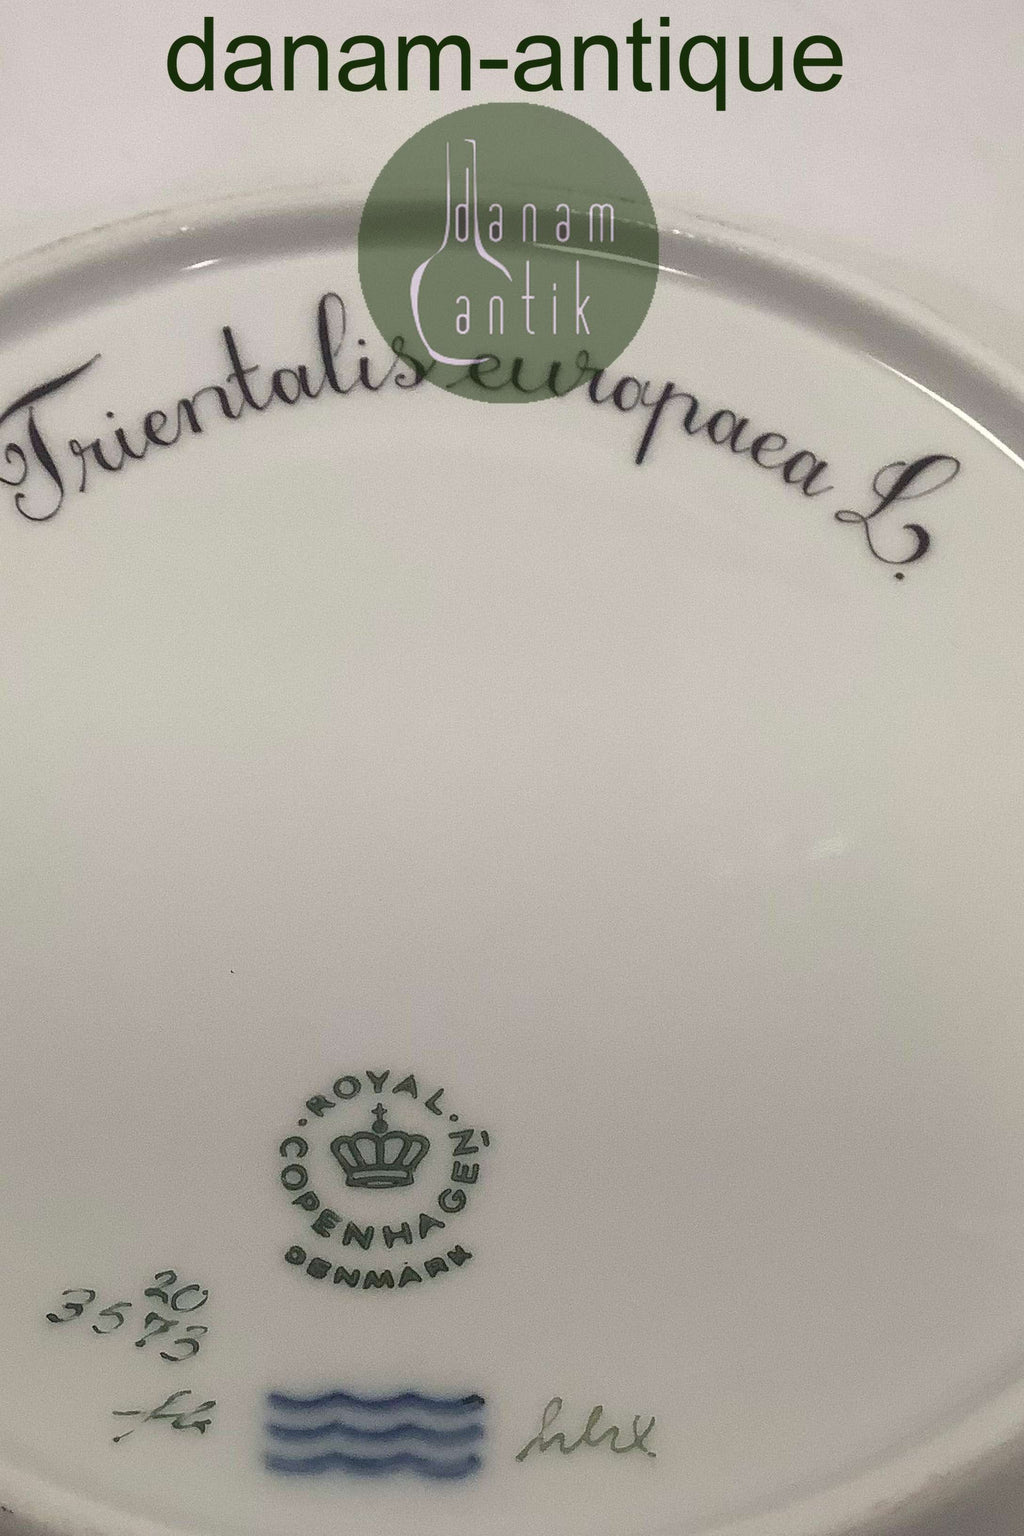 danam-antique
danam
antik
Trientalis europaea L.
ROYAL
COPENHAGEN
DENMARK
20
3573